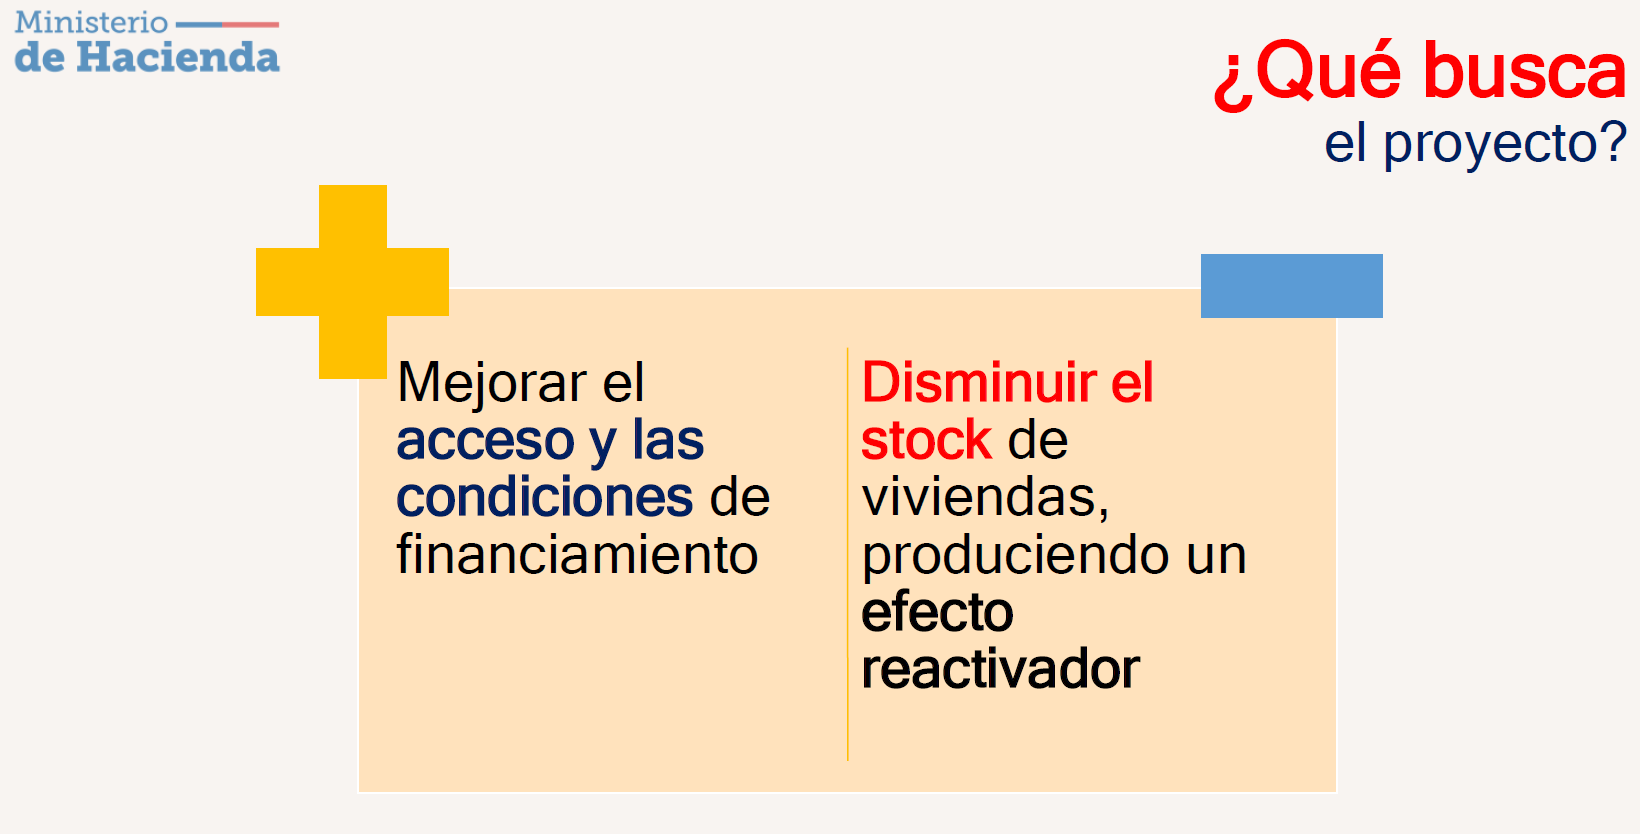 Ministerio
de Hacienda
¿Qué busca
el proyecto?
Mejorar el
acceso y las
condiciones de
financiamiento
Disminuir el
stock de
viviendas,
produciendo un
efecto
reactivador